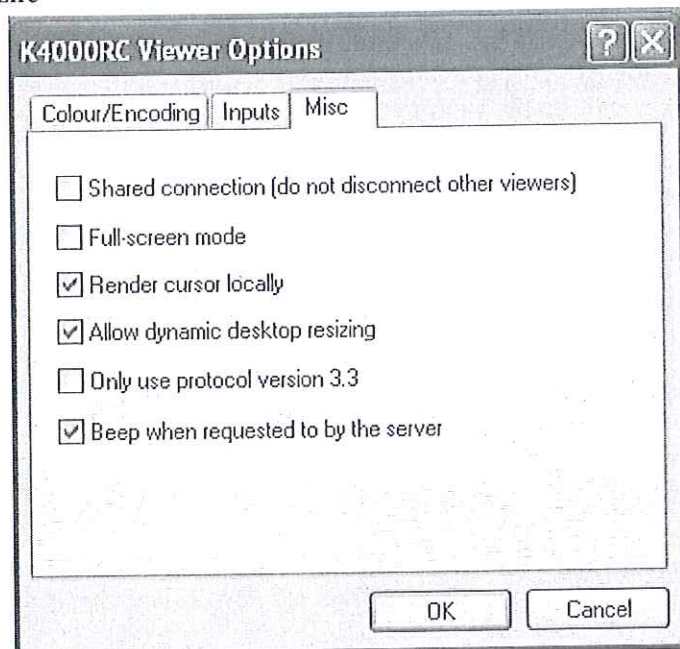 K4000RC Viewer Options
Colour/Encoding Inputs Misc
Shared connection (do not disconnect other viewers)
Full-screen mode
Render cursor locally
Allow dynamic desktop resizing
Only use protocol version 3.3
Beep when requested to by the server
OK Cancel